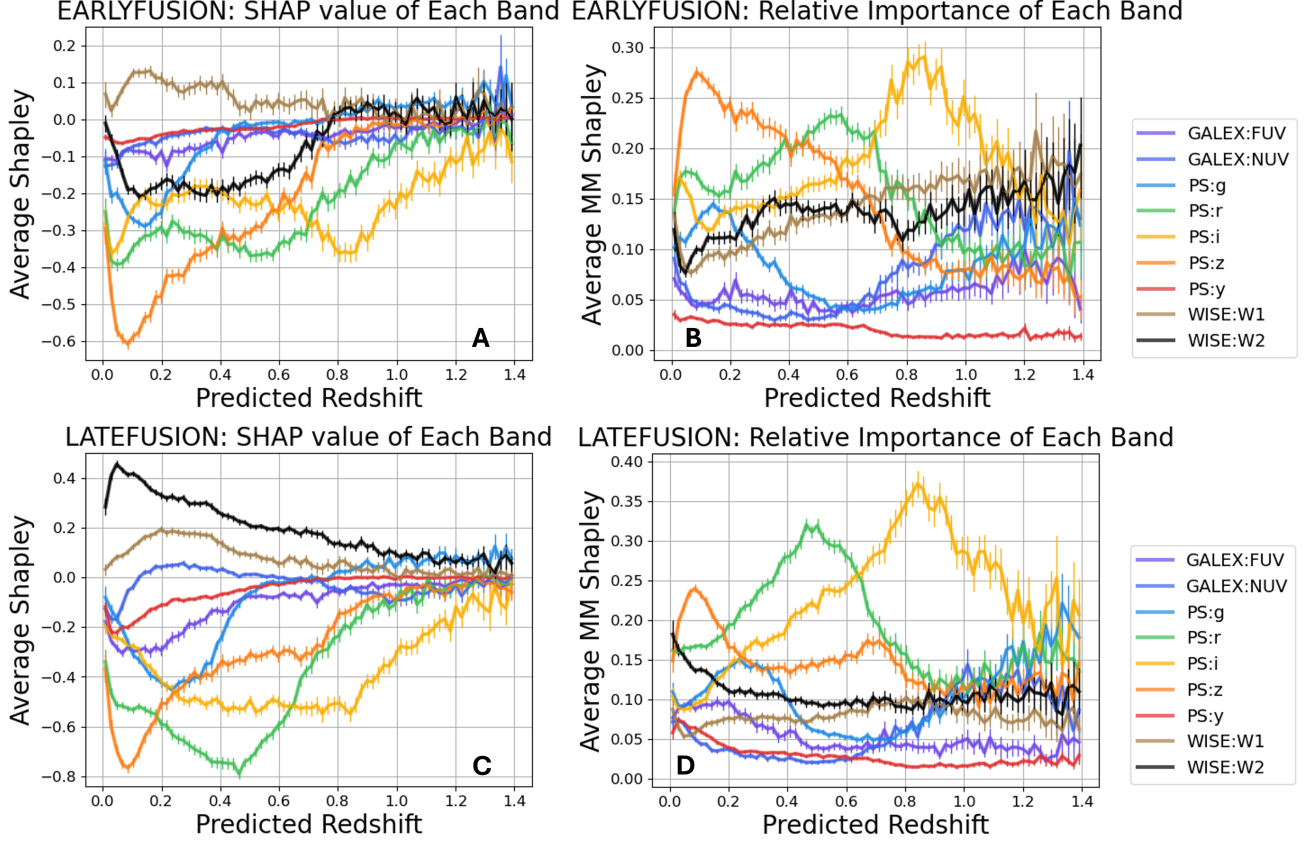 EARLYFUSION: SHAP value of Each Band
EARLYFUSION: Relative Importance of Each Band
Average Shapley
0.2
0.1
0.0
−0.1
−0.2
−0.3
−0.4
−0.5
−0.6
A
0.0 0.2 0.4 0.6 0.8 1.0 1.2 1.4
Predicted Redshift
Average MM Shapley
0.30
0.25
0.20
0.15
0.10
0.05
0.00
B
0.0 0.2 0.4 0.6 0.8 1.0 1.2 1.4
Predicted Redshift
GALEX:FUV
GALEX:NUV
PS:g
PS:r
PS:i
PS:z
PS:y
WISE:W1
WISE:W2
LATEFUSION: SHAP value of Each Band
LATEFUSION: Relative Importance of Each Band
Average Shapley
0.4
0.2
0.0
−0.2
−0.4
−0.6
−0.8
C
0.0 0.2 0.4 0.6 0.8 1.0 1.2 1.4
Predicted Redshift
Average MM Shapley
0.40
0.35
0.30
0.25
0.20
0.15
0.10
0.05
0.00
D
0.0 0.2 0.4 0.6 0.8 1.0 1.2 1.4
Predicted Redshift
GALEX:FUV
GALEX:NUV
PS:g
PS:r
PS:i
PS:z
PS:y
WISE:W1
WISE:W2